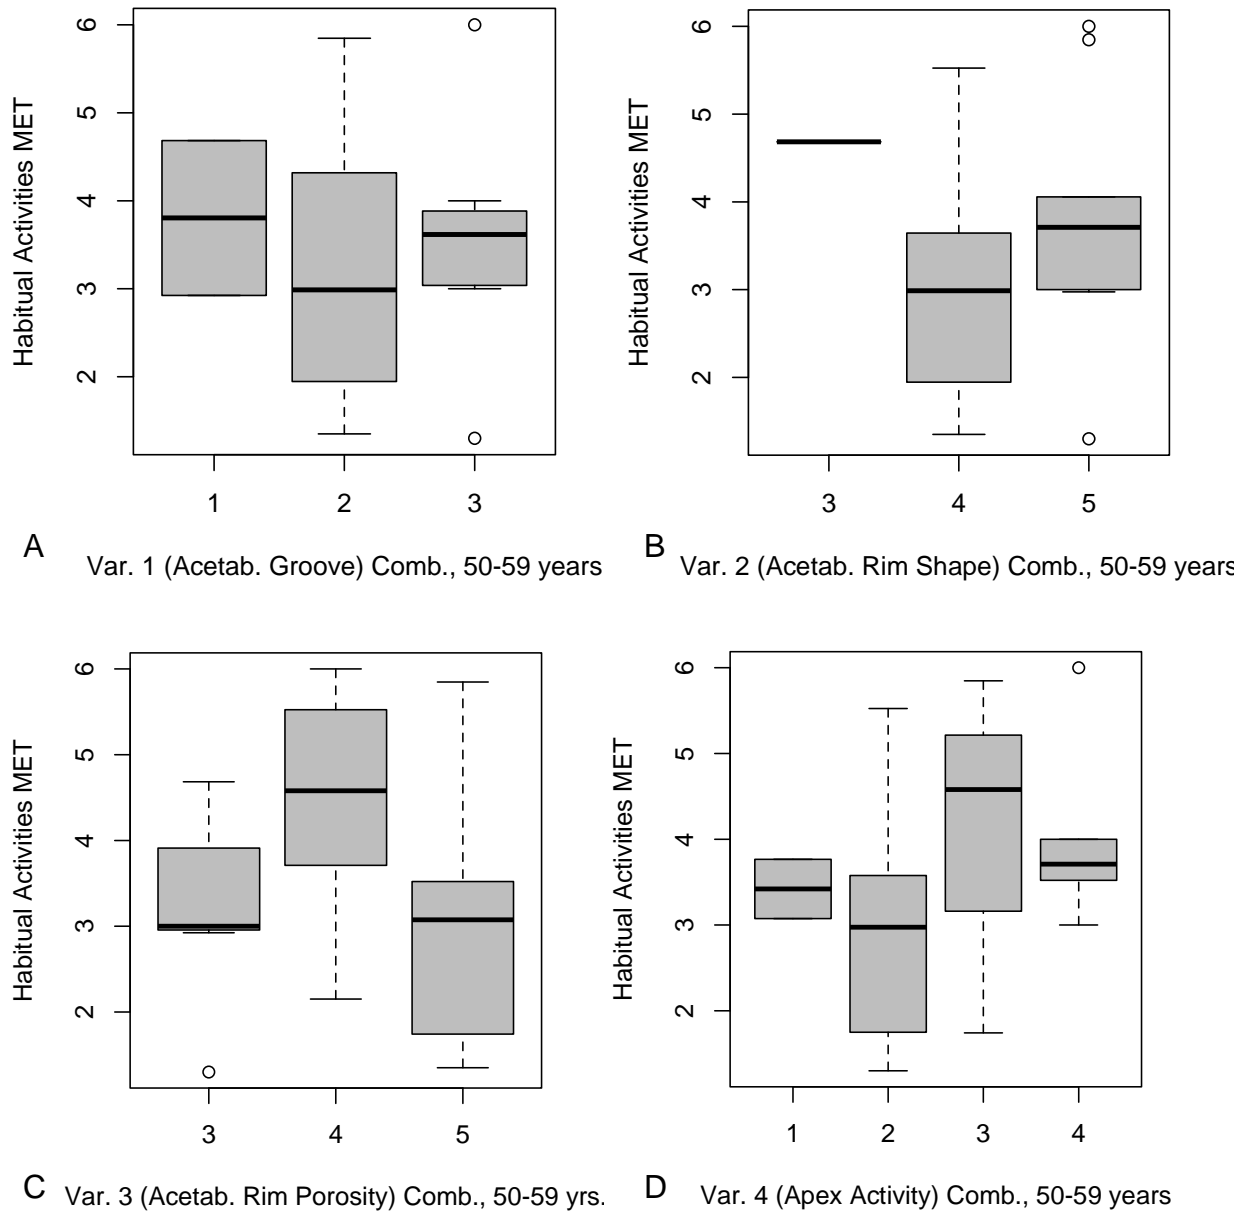 Habitual Activities MET
6
5
4
3
2
1 2 3
A Var. 1 (Acetab. Groove) Comb., 50-59 years
Habitual Activities MET
6
5
4
3
2
3 4 5
B Var. 2 (Acetab. Rim Shape) Comb., 50-59 years
Habitual Activities MET
6
5
4
3
2
3 4 5
C Var. 3 (Acetab. Rim Porosity) Comb., 50-59 yrs.
Habitual Activities MET
6
5
4
3
2
1 2 3 4
D Var. 4 (Apex Activity) Comb., 50-59 years